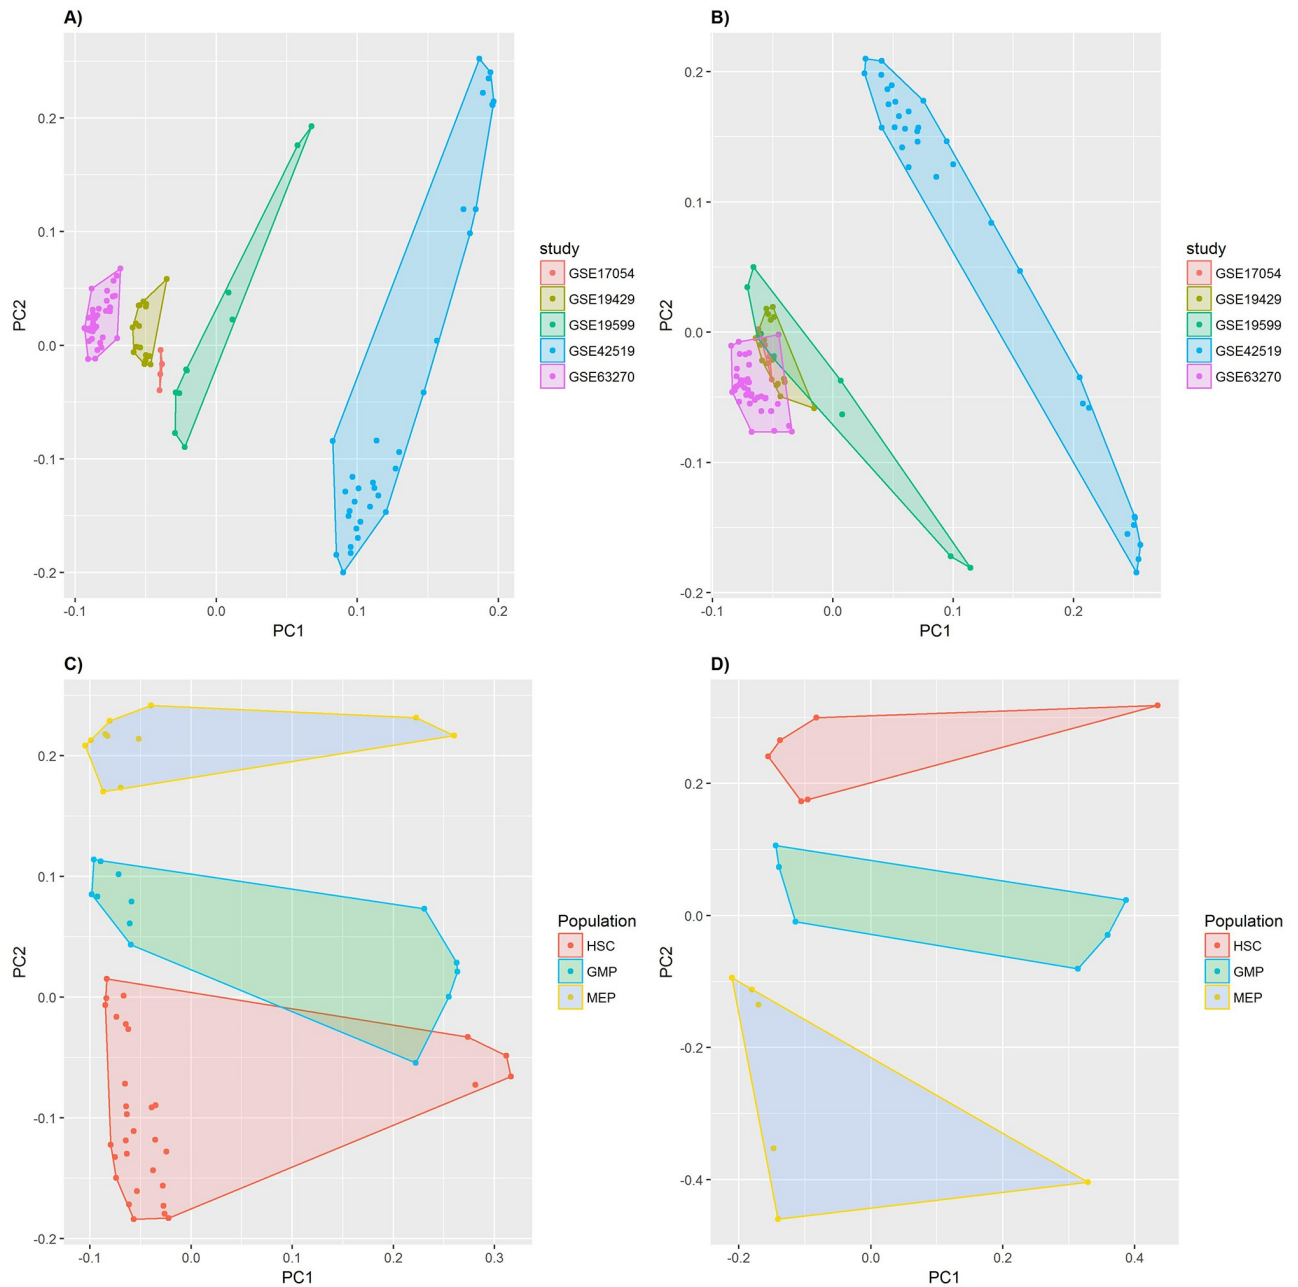 A)
0.2
0.1
0.0
-0.1
-0.2
PC2
-0.1 0.0 0.1 0.2
PC1
study
GSE17054
GSE19429
GSE19599
GSE42519
GSE63270
B)
0.2
0.1
0.0
-0.1
-0.2
PC2
-0.1 0.0 0.1 0.2
PC1
study
GSE17054
GSE19429
GSE19599
GSE42519
GSE63270
C)
0.2
0.1
0.0
-0.1
-0.2
PC2
-0.1 0.0 0.1 0.2 0.3
PC1
Population
HSC
GMP
MEP
D)
0.2
0.0
-0.2
-0.4
PC2
-0.2 0.0 0.2 0.4
PC1
Population
HSC
GMP
MEP